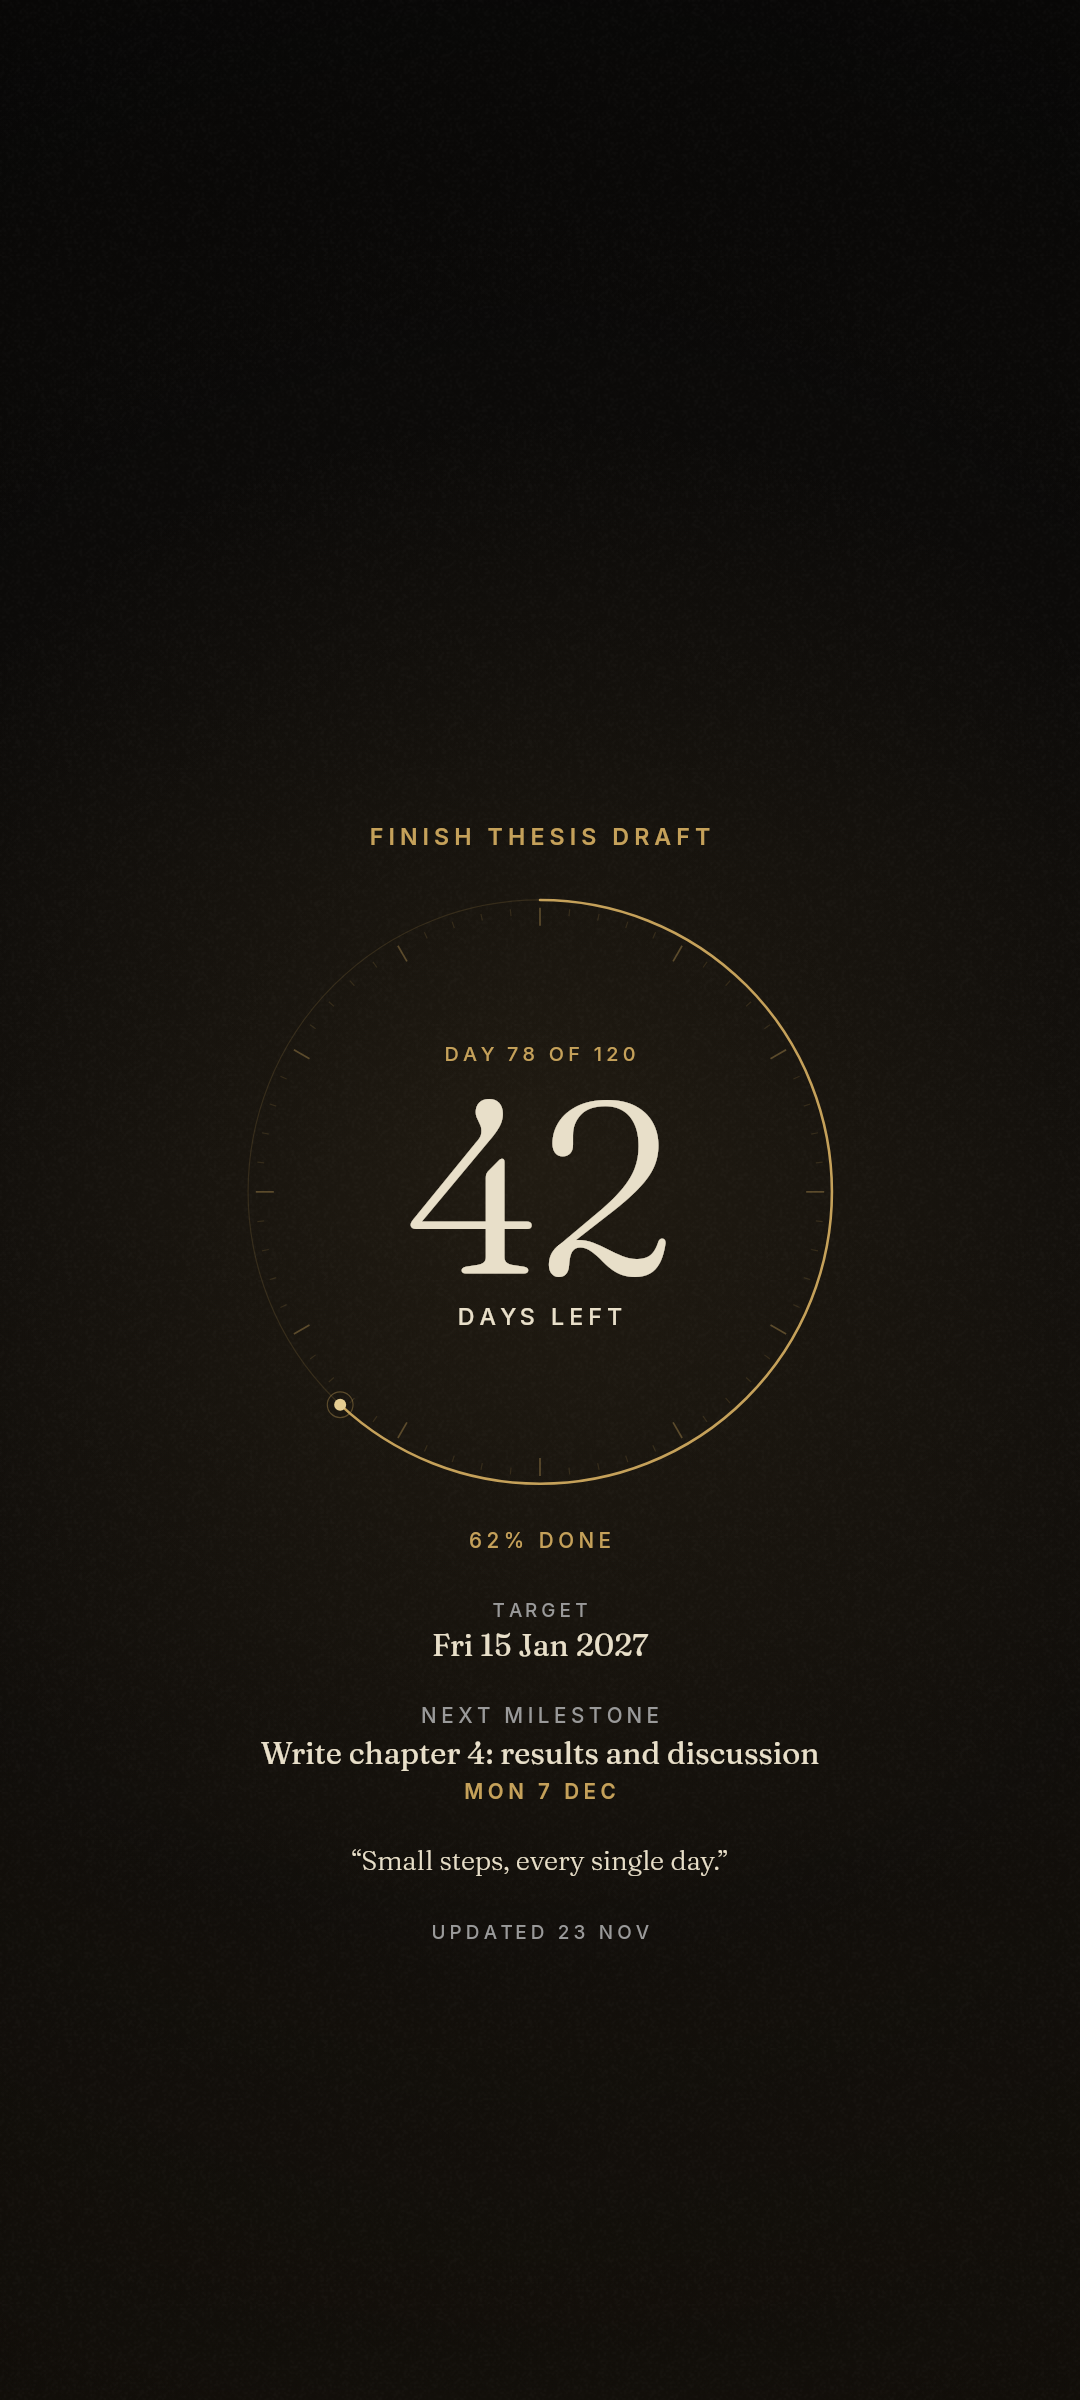 FINISH THESIS DRAFT
DAY 78 OF 120
42
DAYS LEFT
62% DONE
TARGET
Fri 15 Jan 2027
NEXT MILESTONE
Write chapter 4: results and discussion
MON 7 DEC
“Small steps, every single day.”
UPDATED 23 NOV